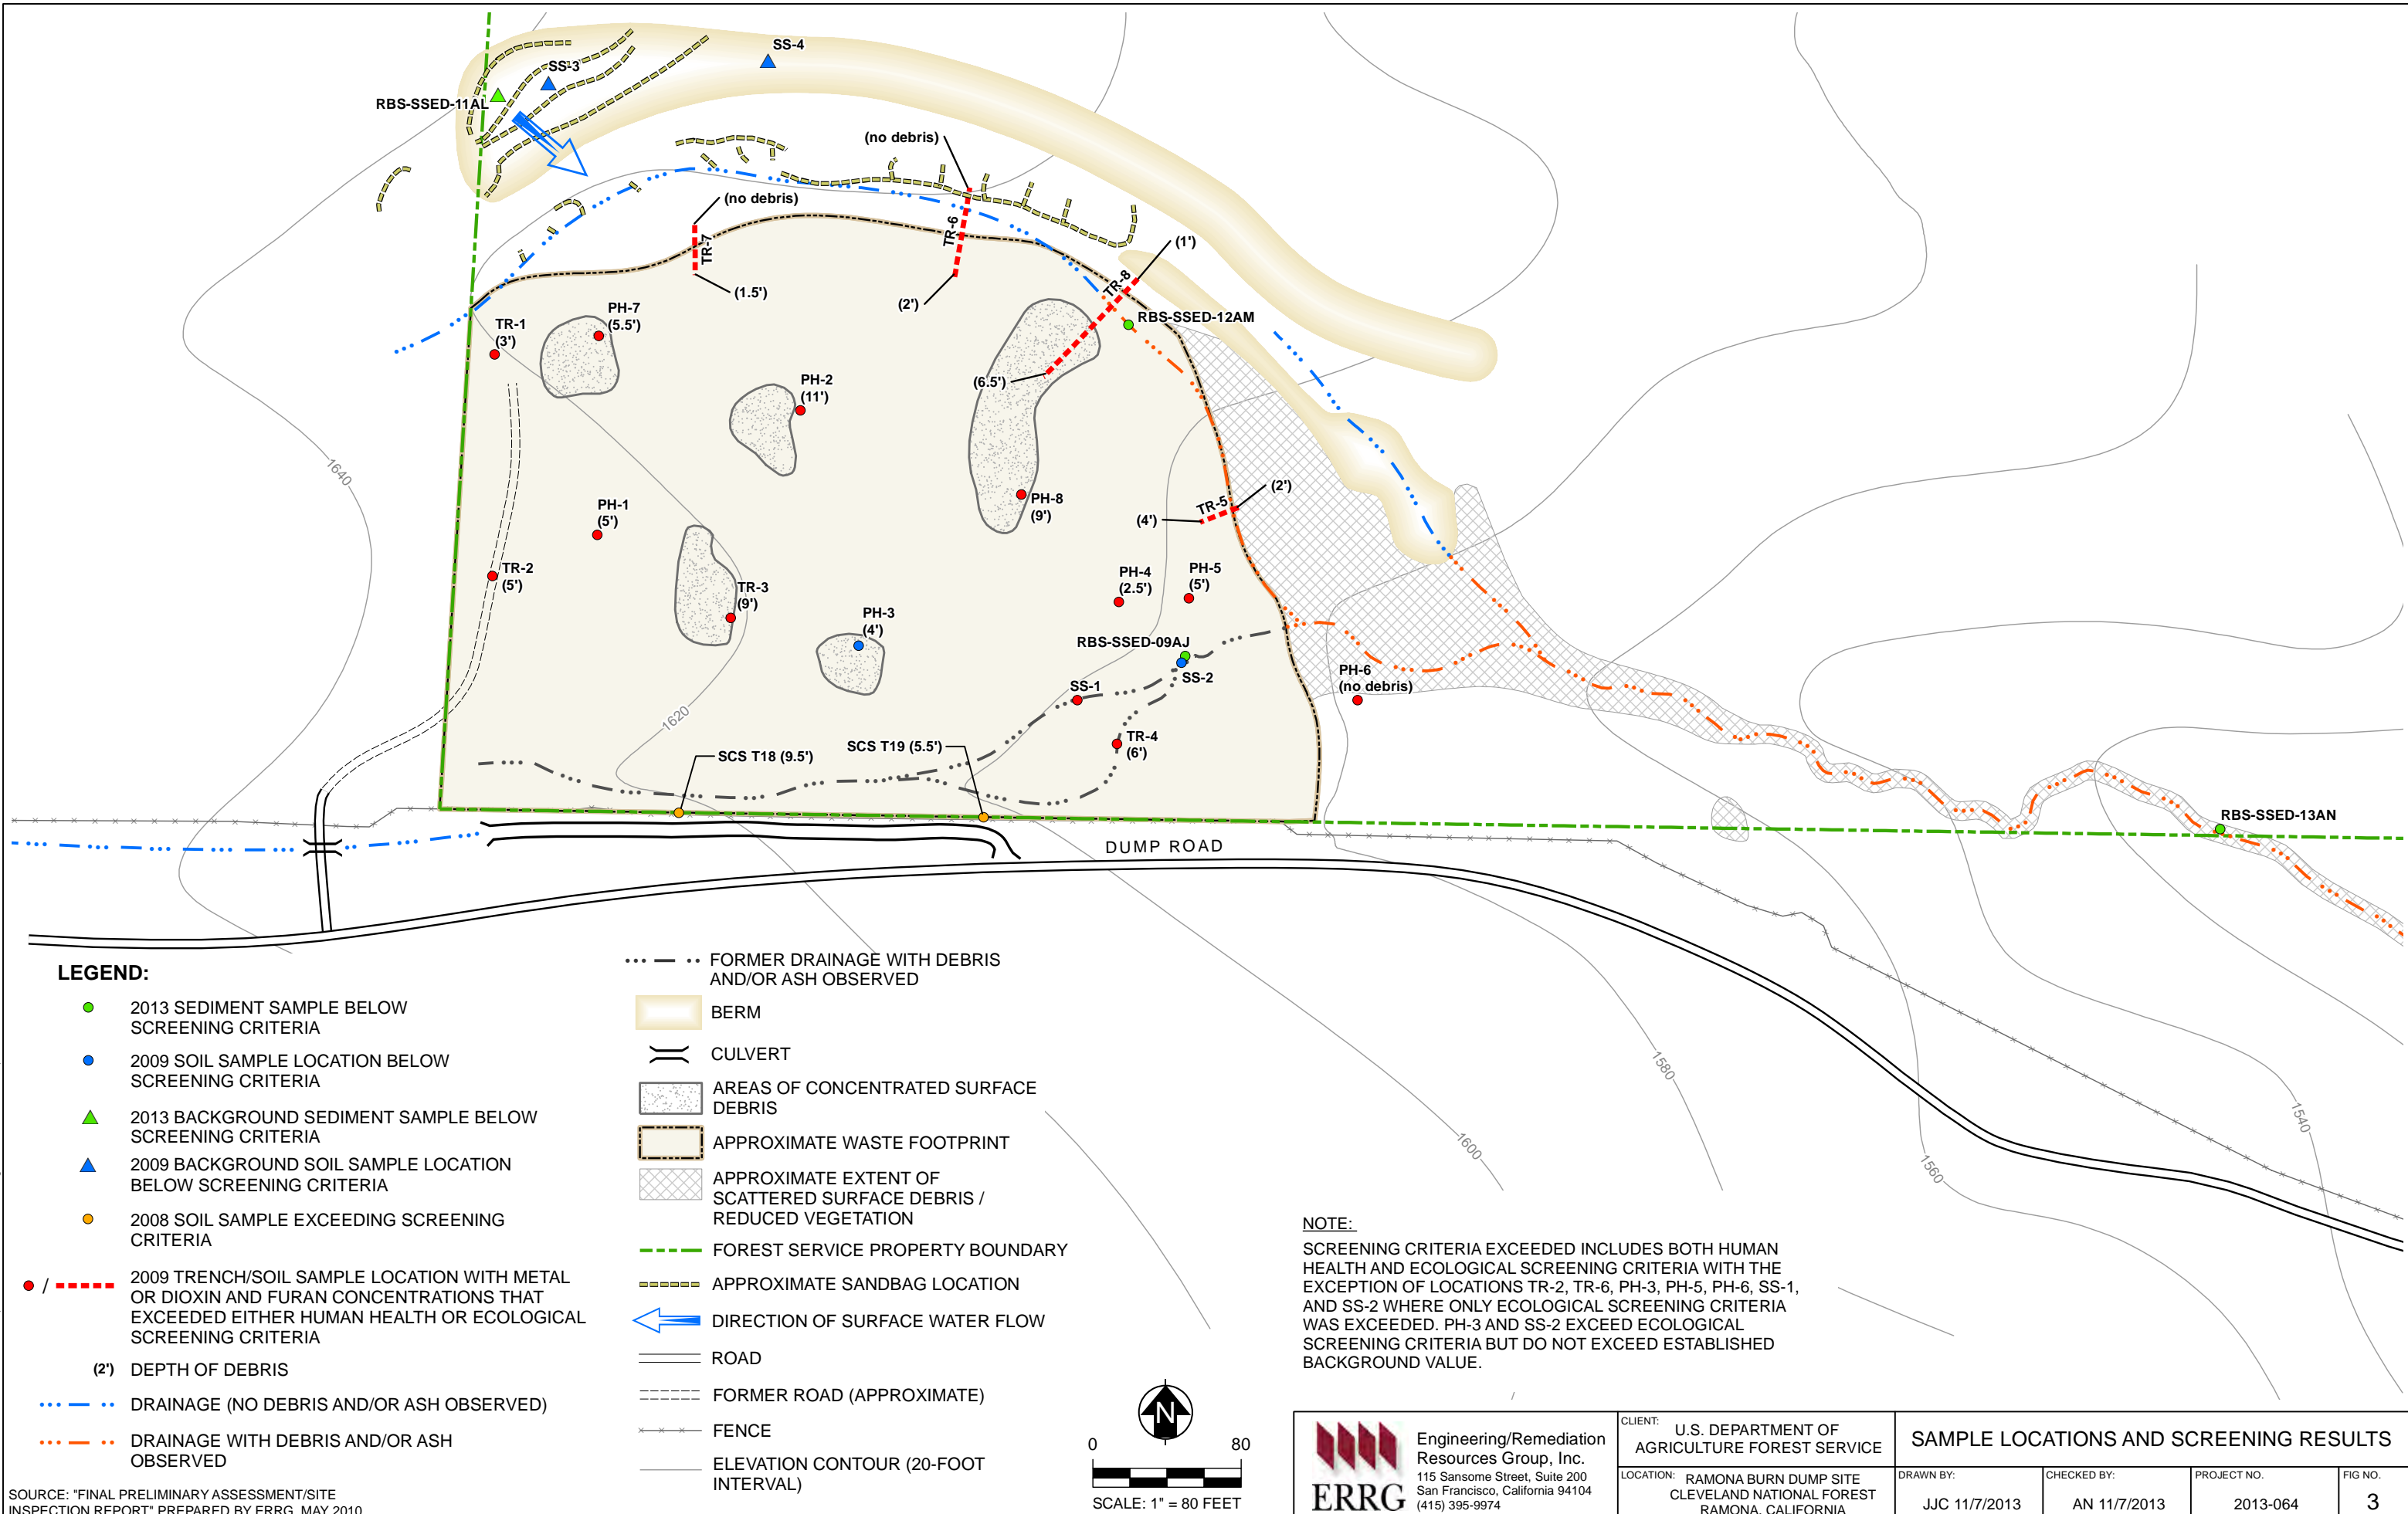 SS-4
SS-3
RBS-SSED-11AL
(no debris)
(no debris)
TR-7
TR-6
(1')
TR-8
(1.5')
(2')
RBS-SSED-12AM
PH-7
(5.5')
TR-1
(3')
(6.5')
PH-2
(11')
1640
PH-1
(5')
PH-8
(9')
(2')
TR-5
(4')
TR-2
(5')
TR-3
(9')
PH-3
(4')
PH-4
(2.5')
PH-5
(5')
RBS-SSED-09AJ
SS-2
SS-1
PH-6
(no debris)
1620
TR-4
(6')
SCS T18 (9.5')
SCS T19 (5.5')
RBS-SSED-13AN
DUMP ROAD
1580
1600
1560
1540
LEGEND:
2013 SEDIMENT SAMPLE BELOW
SCREENING CRITERIA
2009 SOIL SAMPLE LOCATION BELOW
SCREENING CRITERIA
2013 BACKGROUND SEDIMENT SAMPLE BELOW
SCREENING CRITERIA
2009 BACKGROUND SOIL SAMPLE LOCATION
BELOW SCREENING CRITERIA
2008 SOIL SAMPLE EXCEEDING SCREENING
CRITERIA
/ 2009 TRENCH/SOIL SAMPLE LOCATION WITH METAL
OR DIOXIN AND FURAN CONCENTRATIONS THAT
EXCEEDED EITHER HUMAN HEALTH OR ECOLOGICAL
SCREENING CRITERIA
(2') DEPTH OF DEBRIS
DRAINAGE (NO DEBRIS AND/OR ASH OBSERVED)
DRAINAGE WITH DEBRIS AND/OR ASH
OBSERVED
FORMER DRAINAGE WITH DEBRIS
AND/OR ASH OBSERVED
BERM
CULVERT
AREAS OF CONCENTRATED SURFACE
DEBRIS
APPROXIMATE WASTE FOOTPRINT
APPROXIMATE EXTENT OF
SCATTERED SURFACE DEBRIS /
REDUCED VEGETATION
FOREST SERVICE PROPERTY BOUNDARY
APPROXIMATE SANDBAG LOCATION
DIRECTION OF SURFACE WATER FLOW
ROAD
FORMER ROAD (APPROXIMATE)
FENCE
ELEVATION CONTOUR (20-FOOT
INTERVAL)
SOURCE: "FINAL PRELIMINARY ASSESSMENT/SITE
INSPECTION REPORT" PREPARED BY ERRG, MAY 2010
N
0 80
SCALE: 1" = 80 FEET
NOTE:
SCREENING CRITERIA EXCEEDED INCLUDES BOTH HUMAN
HEALTH AND ECOLOGICAL SCREENING CRITERIA WITH THE
EXCEPTION OF LOCATIONS TR-2, TR-6, PH-3, PH-5, PH-6, SS-1,
AND SS-2 WHERE ONLY ECOLOGICAL SCREENING CRITERIA
WAS EXCEEDED. PH-3 AND SS-2 EXCEED ECOLOGICAL
SCREENING CRITERIA BUT DO NOT EXCEED ESTABLISHED
BACKGROUND VALUE.
ERRG
Engineering/Remediation
Resources Group, Inc.
115 Sansome Street, Suite 200
San Francisco, California 94104
(415) 395-9974
CLIENT:
U.S. DEPARTMENT OF
AGRICULTURE FOREST SERVICE
SAMPLE LOCATIONS AND SCREENING RESULTS
LOCATION: RAMONA BURN DUMP SITE
CLEVELAND NATIONAL FOREST
RAMONA, CALIFORNIA
DRAWN BY:
JJC 11/7/2013
CHECKED BY:
AN 11/7/2013
PROJECT NO.
2013-064
FIG NO.
3